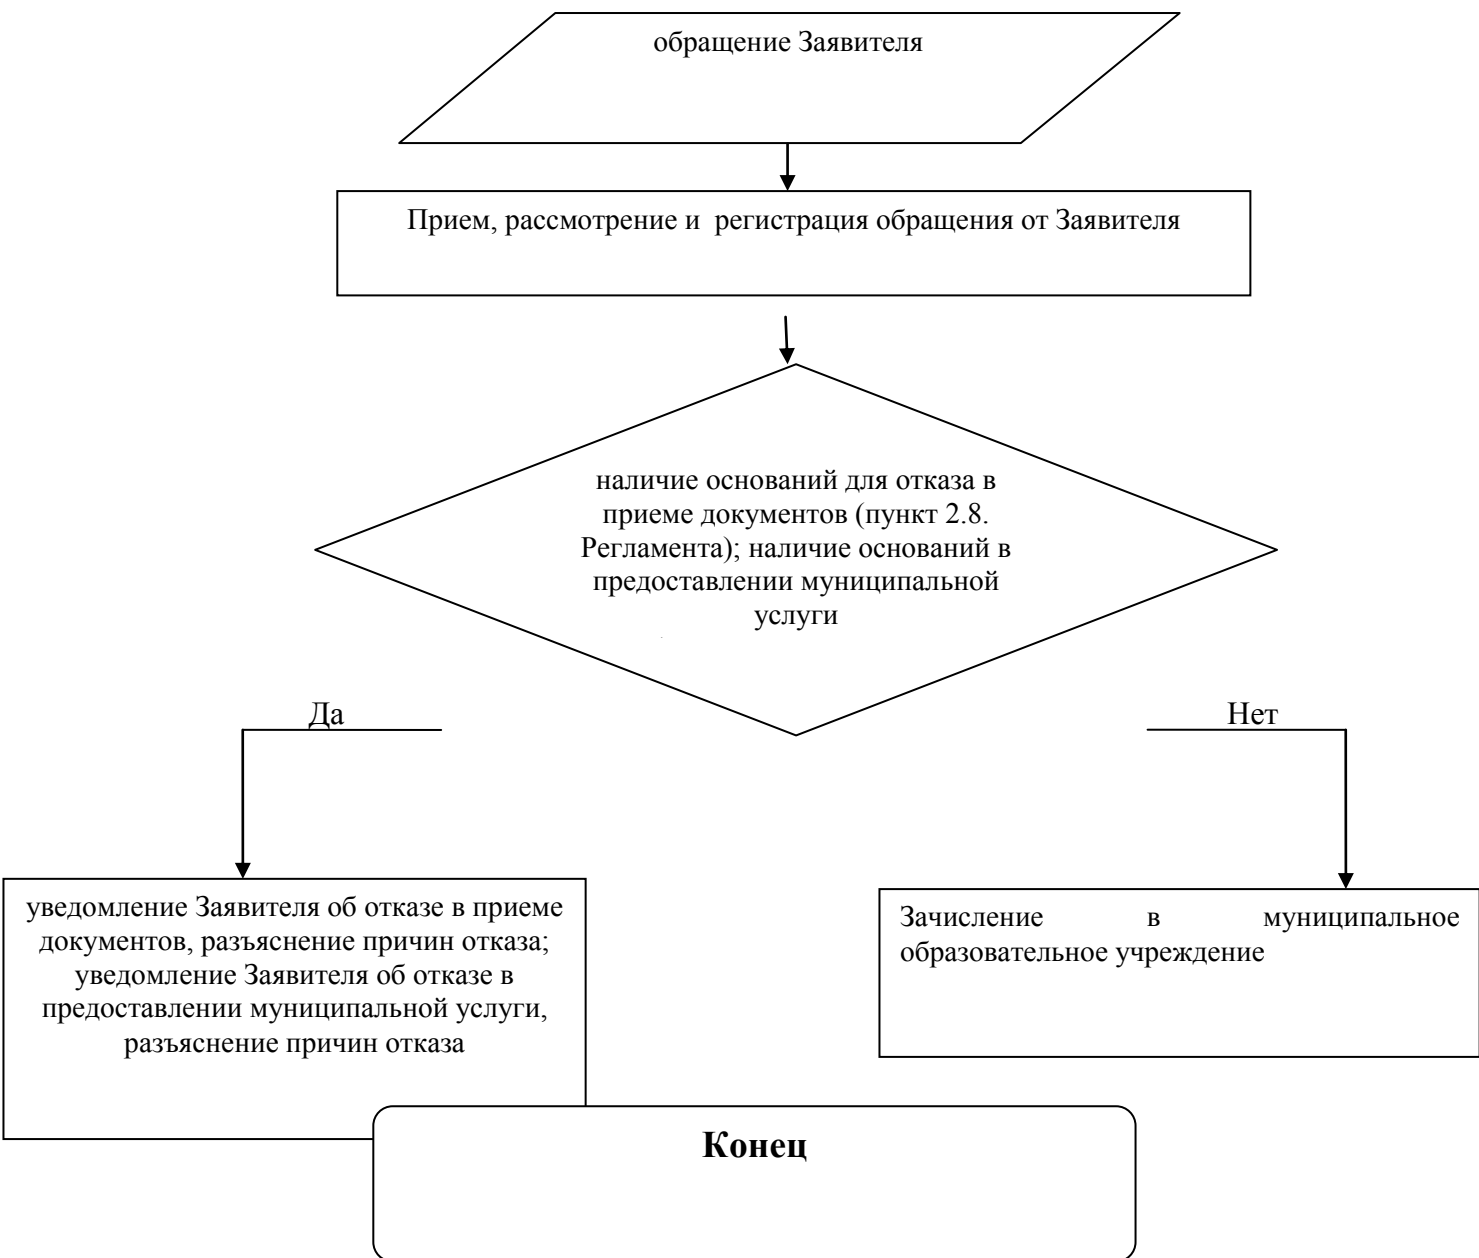 обращение Заявителя
Прием, рассмотрение и регистрация обращения от Заявителя
наличие оснований для отказа в
приеме документов (пункт 2.8.
Регламента); наличие оснований в
предоставлении муниципальной
услуги
Да
Нет
уведомление Заявителя об отказе в приеме
документов, разъяснение причин отказа;
уведомление Заявителя об отказе в
предоставлении муниципальной услуги,
разъяснение причин отказа
Зачисление в муниципальное
образовательное учреждение
Конец